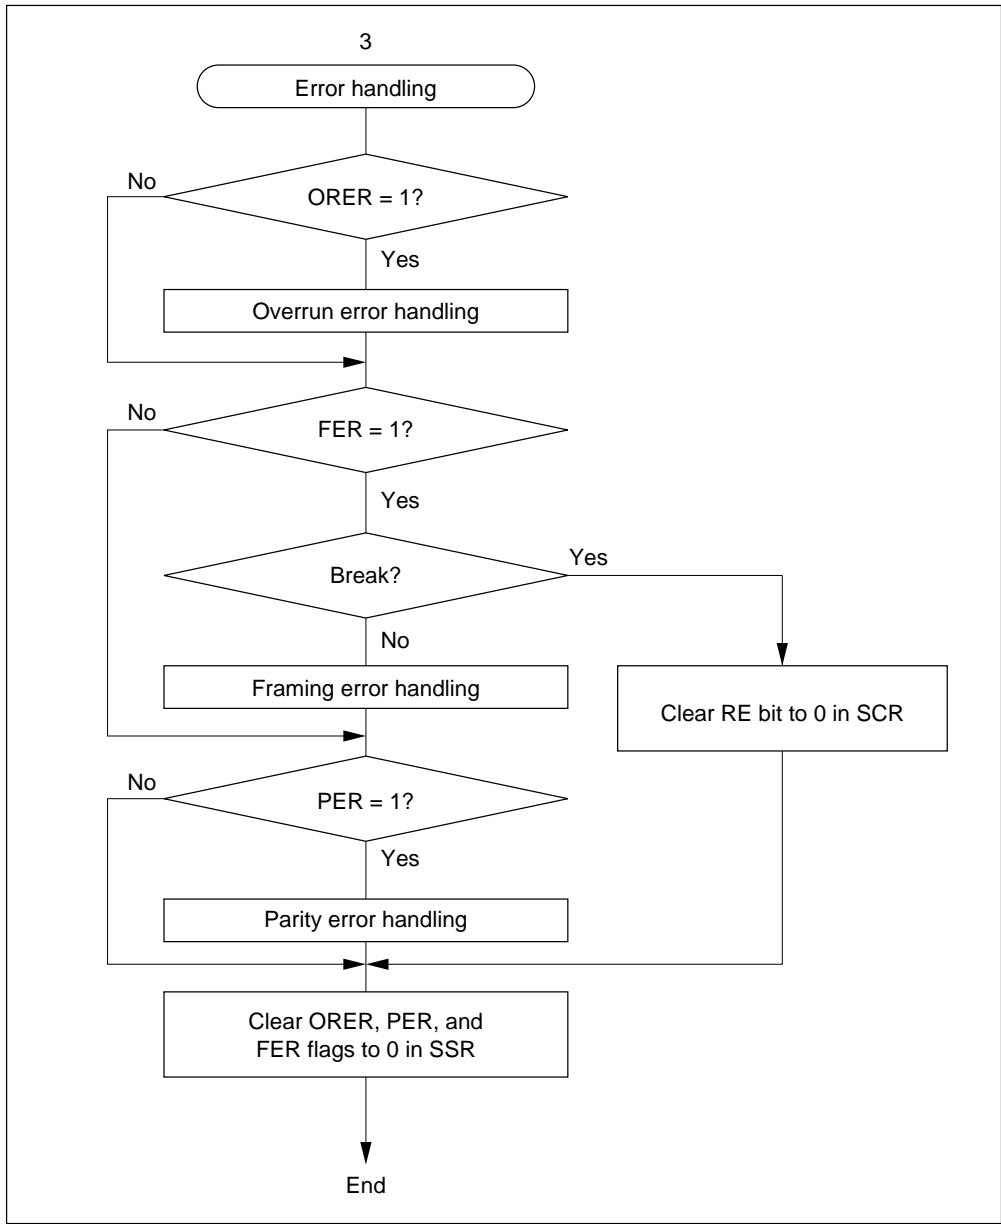 3
Error handling
No
ORER = 1?
Yes
Overrun error handling
No
FER = 1?
Yes
Break?
Yes
No
Framing error handling
Clear RE bit to 0 in SCR
No
PER = 1?
Yes
Parity error handling
Clear ORER, PER, and
FER flags to 0 in SSR
End